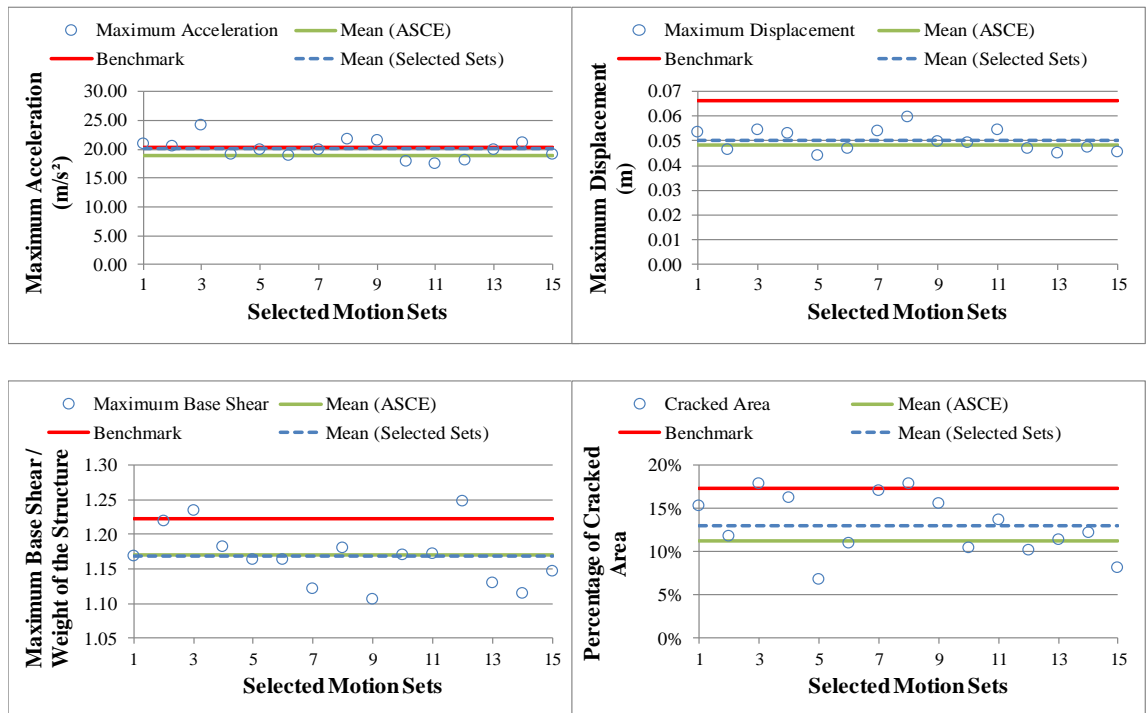 Maximum Acceleration Mean (ASCE)
Benchmark Mean (Selected Sets)
Maximum Acceleration
(m/s²)
30.00
25.00
20.00
15.00
10.00
5.00
0.00
1 3 5 7 9 11 13 15
Selected Motion Sets
Maximum Displacement Mean (ASCE)
Benchmark Mean (Selected Sets)
Maximum Displacement
(m)
0.07
0.06
0.05
0.04
0.03
0.02
0.01
0.00
1 3 5 7 9 11 13 15
Selected Motion Sets
Maximum Base Shear Mean (ASCE)
Benchmark Mean (Selected Sets)
Maximum Base Shear /
Weight of the Structure
1.30
1.25
1.20
1.15
1.10
1.05
1 3 5 7 9 11 13 15
Selected Motion Sets
Cracked Area Mean (ASCE)
Benchmark Mean (Selected Sets)
Percentage of Cracked
Area
20%
15%
10%
5%
0%
1 3 5 7 9 11 13 15
Selected Motion Sets